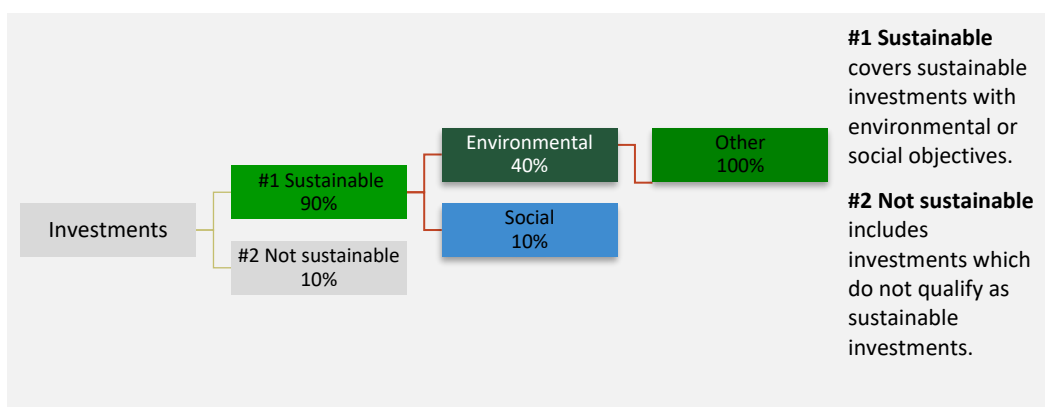 Investments
#1 Sustainable
90%
#2 Not sustainable
10%
Environmental
40%
Social
10%
Other
100%
#1 Sustainable
covers sustainable
investments with
environmental or
social objectives.
#2 Not sustainable
includes
investments which
do not qualify as
sustainable
investments.